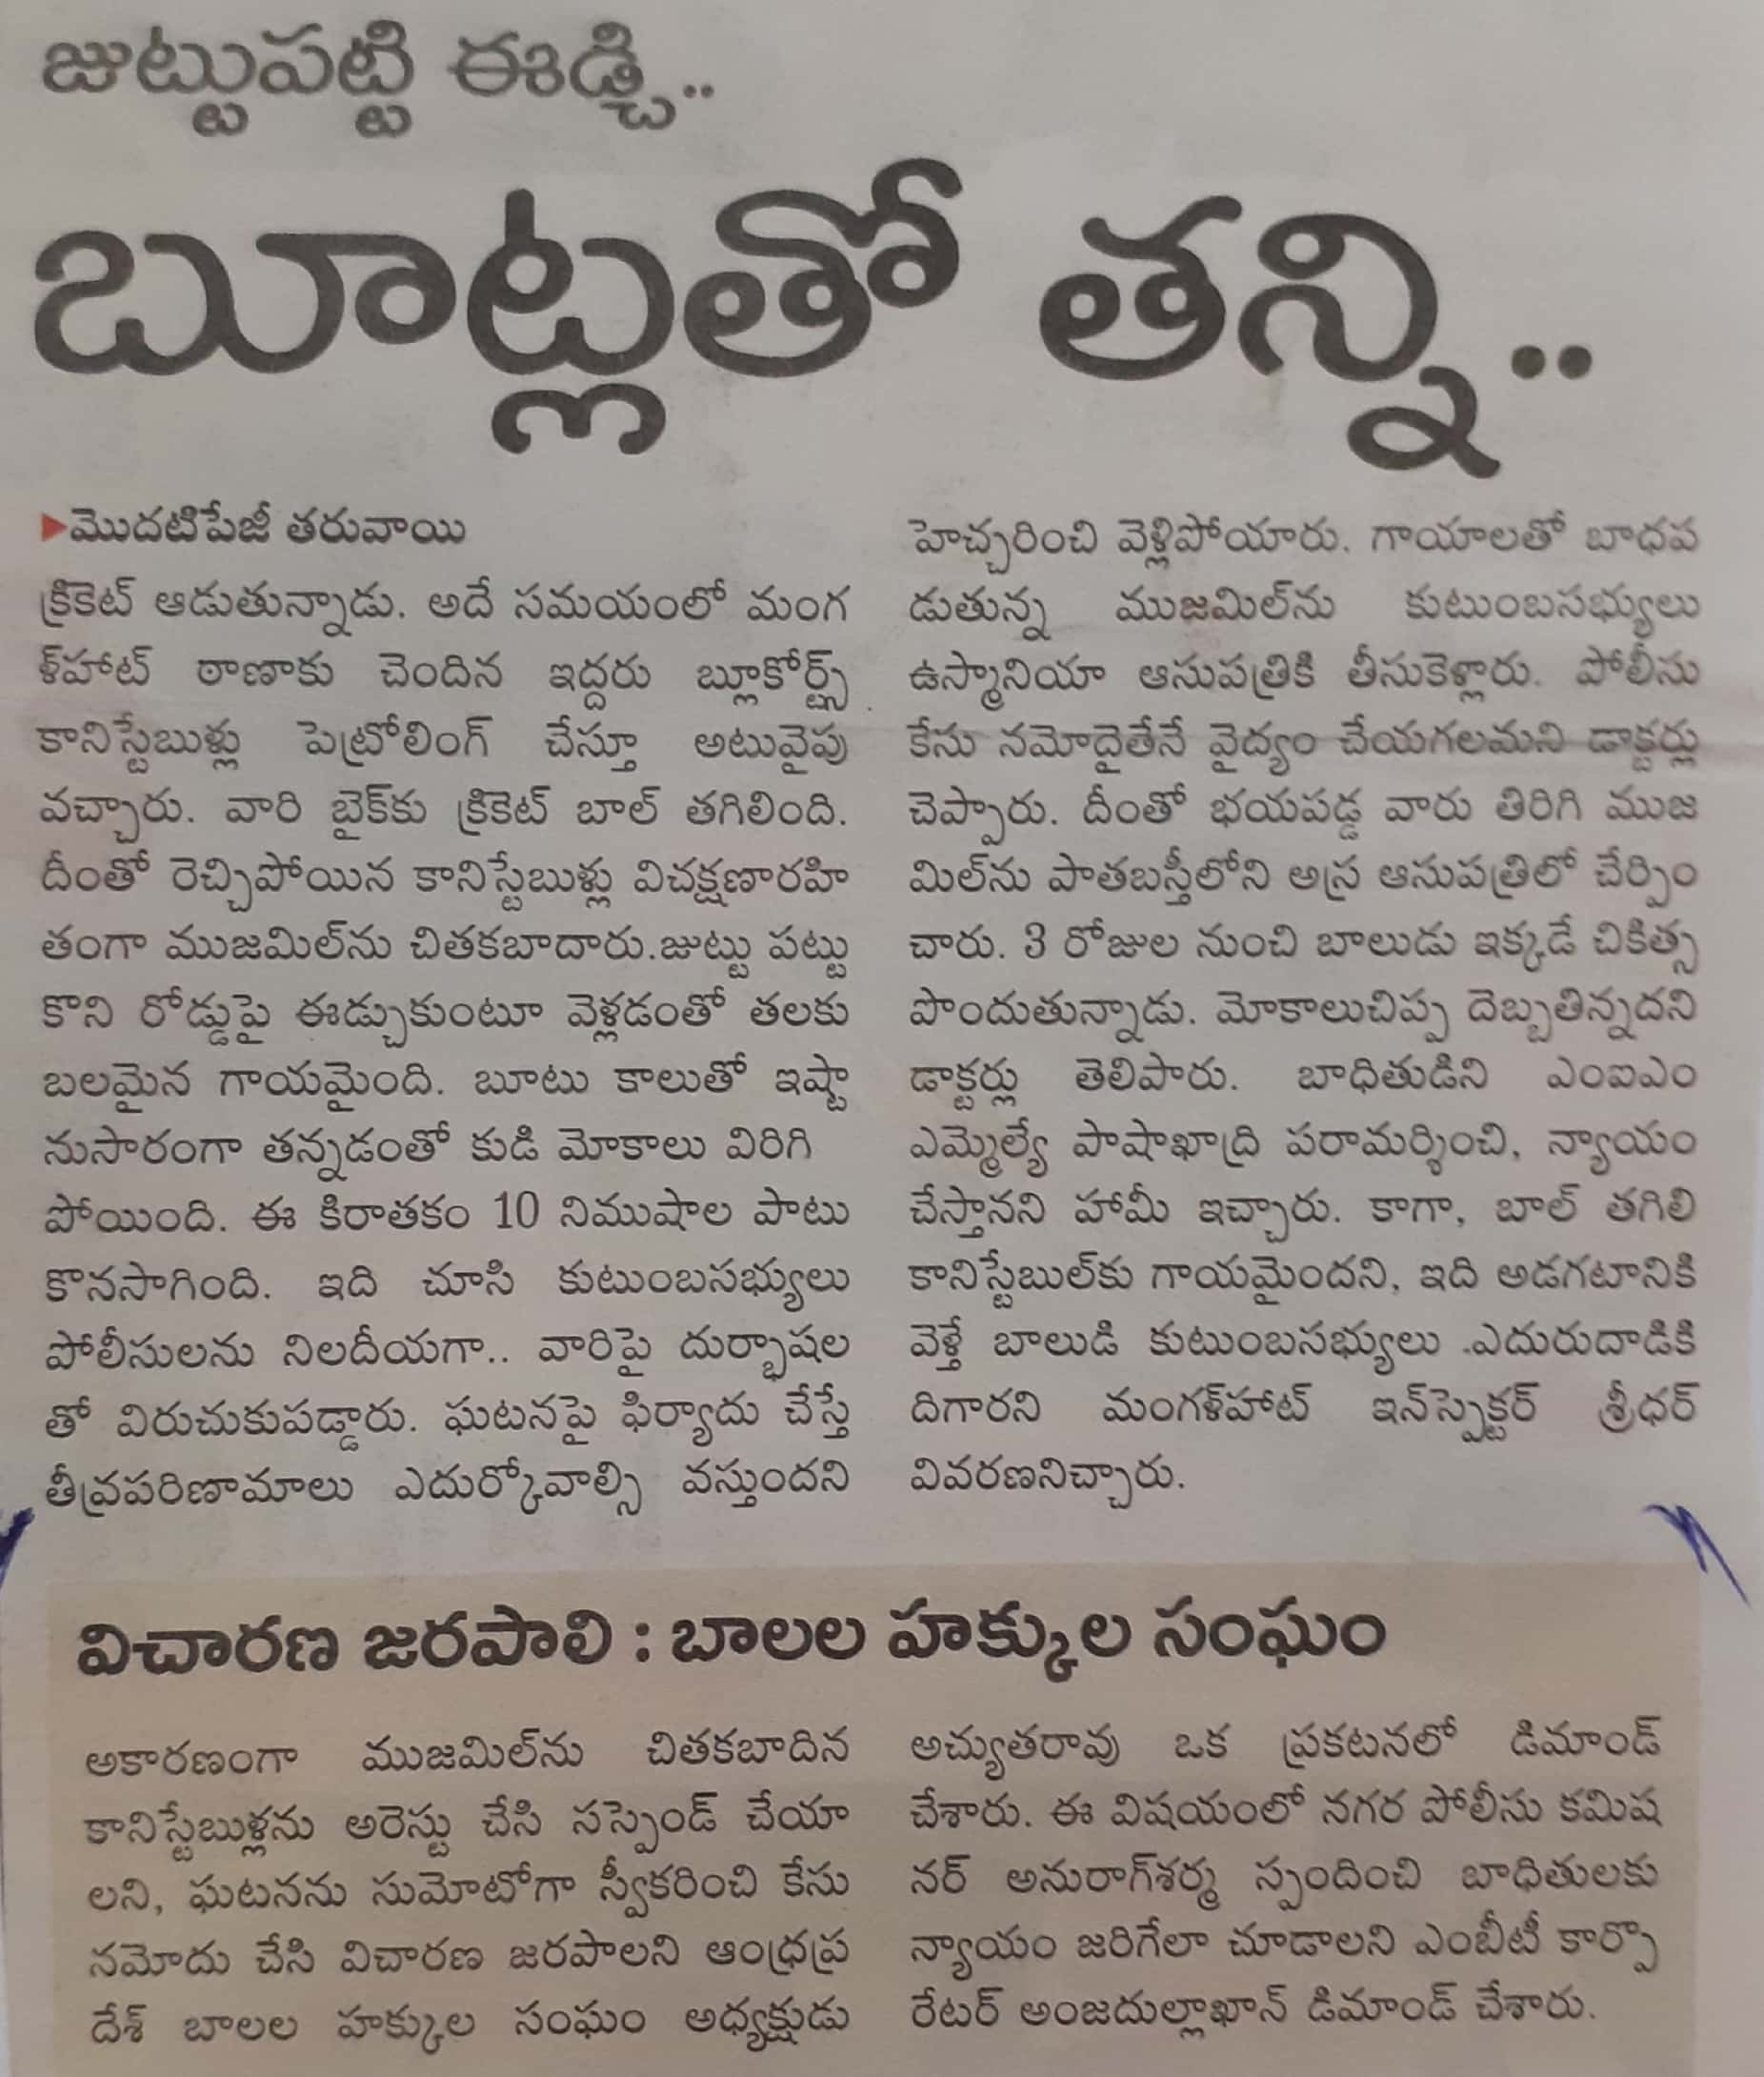 జుట్టుపట్టి ఈడ్చి..
బూట్లతో తన్ని..
►మొదటిపేజీ తరువాయి
క్రికెట్ ఆడుతున్నాడు. అదే సమయంలో మంగ
ళ్‌హాట్ ఠాణాకు చెందిన ఇద్దరు బ్లూకోర్ట్స్
కానిస్టేబుళ్లు పెట్రోలింగ్ చేస్తూ అటువైపు
వచ్చారు. వారి బైక్‌కు క్రికెట్ బాల్ తగిలింది.
దీంతో రెచ్చిపోయిన కానిస్టేబుళ్లు విచక్షణారహి
తంగా ముజమిల్‌ను చితకబాదారు.జుట్టు పట్టు
కొని రోడ్డుపై ఈడ్చుకుంటూ వెళ్లడంతో తలకు
బలమైన గాయమైంది. బూటు కాలుతో ఇష్టా
నుసారంగా తన్నడంతో కుడి మోకాలు విరిగి
పోయింది. ఈ కిరాతకం 10 నిముషాల పాటు
కొనసాగింది. ఇది చూసి కుటుంబసభ్యులు
పోలీసులను నిలదీయగా.. వారిపై దుర్భాషల
తో విరుచుకుపడ్డారు. ఘటనపై ఫిర్యాదు చేస్తే
తీవ్రపరిణామాలు ఎదుర్కోవాల్సి వస్తుందని
హెచ్చరించి వెళ్లిపోయారు. గాయాలతో బాధప
డుతున్న ముజమిల్‌ను కుటుంబసభ్యులు
ఉస్మానియా ఆసుపత్రికి తీసుకెళ్లారు. పోలీసు
కేసు నమోదైతేనే వైద్యం చేయగలమని డాక్టర్లు
చెప్పారు. దీంతో భయపడ్డ వారు తిరిగి ముజ
మిల్‌ను పాతబస్తీలోని అస్ర ఆసుపత్రిలో చేర్పిం
చారు. 3 రోజుల నుంచి బాలుడు ఇక్కడే చికిత్స
పొందుతున్నాడు. మోకాలుచిప్ప దెబ్బతిన్నదని
డాక్టర్లు తెలిపారు. బాధితుడిని ఎంఐఎం
ఎమ్మెల్యే పాషాఖాద్రి పరామర్శించి, న్యాయం
చేస్తానని హామీ ఇచ్చారు. కాగా, బాల్ తగిలి
కానిస్టేబుల్‌కు గాయమైందని, ఇది అడగటానికి
వెళ్తే బాలుడి కుటుంబసభ్యులు ఎదురుదాడికి
దిగారని మంగళ్‌హాట్ ఇన్‌స్పెక్టర్ శ్రీధర్
వివరణనిచ్చారు.
విచారణ జరపాలి : బాలల హక్కుల సంఘం
అకారణంగా ముజమిల్‌ను చితకబాదిన
కానిస్టేబుళ్లను అరెస్టు చేసి సస్పెండ్ చేయా
లని, ఘటనను సుమోటోగా స్వీకరించి కేసు
నమోదు చేసి విచారణ జరపాలని ఆంధ్రప్ర
దేశ్ బాలల హక్కుల సంఘం అధ్యక్షుడు
అచ్యుతరావు ఒక ప్రకటనలో డిమాండ్
చేశారు. ఈ విషయంలో నగర పోలీసు కమిష
నర్ అనురాగ్‌శర్మ స్పందించి బాధితులకు
న్యాయం జరిగేలా చూడాలని ఎంబీటీ కార్పొ
రేటర్ అంజదుల్లాఖాన్ డిమాండ్ చేశారు.